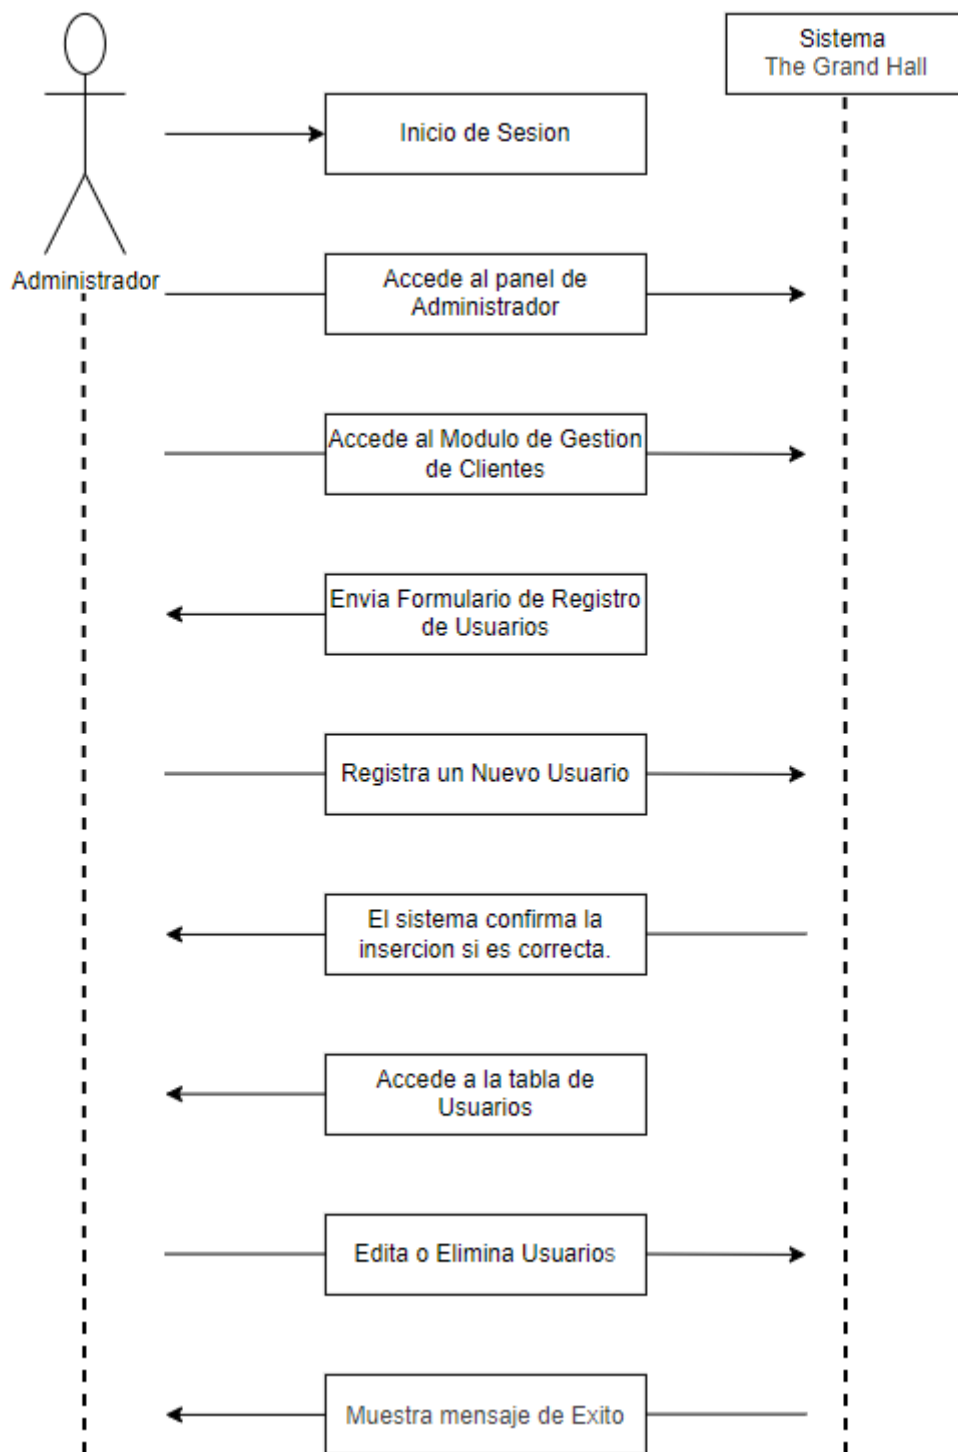 Sistema
The Grand Hall
Inicio de Sesion
Administrador
Accede al panel de
Administrador
Accede al Modulo de Gestion
de Clientes
Envia Formulario de Registro
de Usuarios
Registra un Nuevo Usuario
El sistema confirma la
insercion si es correcta.
Accede a la tabla de
Usuarios
Edita o Elimina Usuarios
Muestra mensaje de Exito